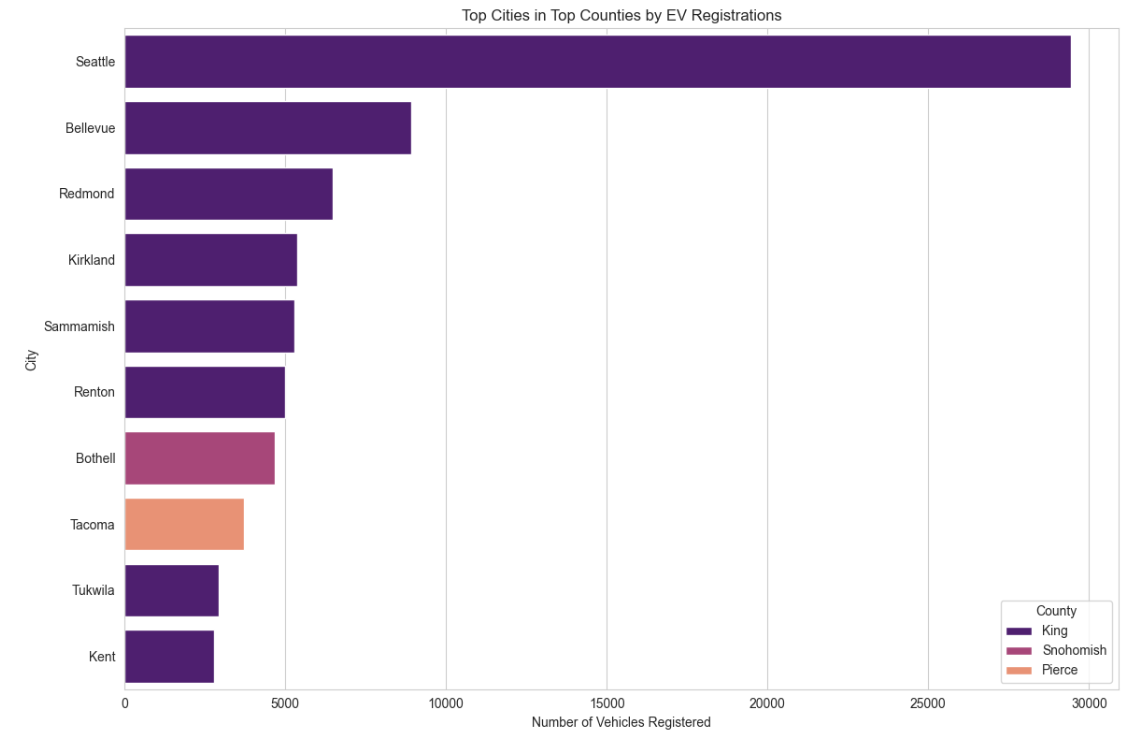 Top Cities in Top Counties by EV Registrations
Seattle
Bellevue
Redmond
Kirkland
Sammamish
City
Renton
Bothell
Tacoma
Tukwila
Kent
County
King
Snohomish
Pierce
0 5000 10000 15000 20000 25000 30000
Number of Vehicles Registered